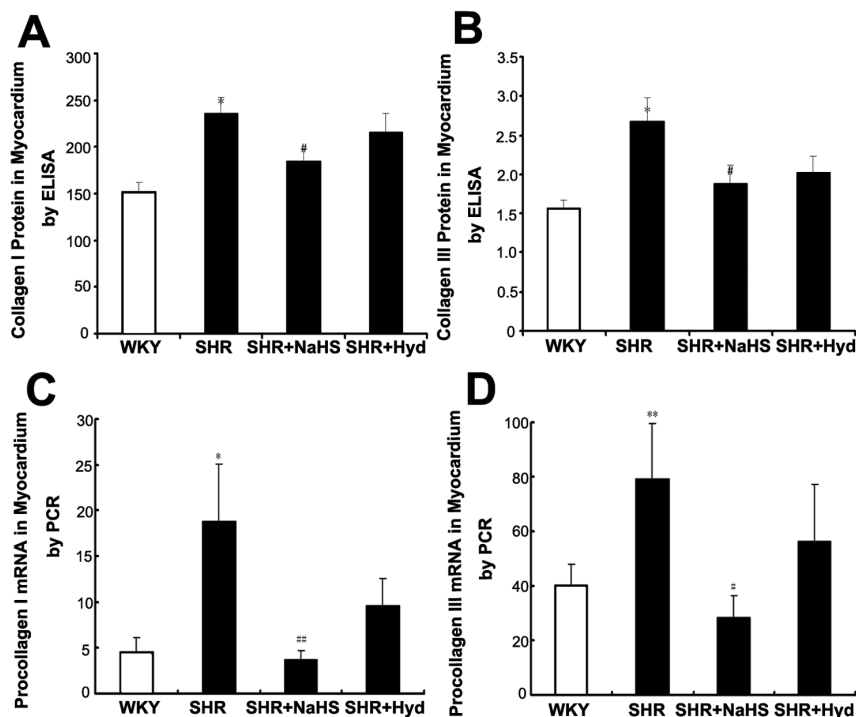 A
Collagen I Protein in Myocardium
by ELISA
300
250
200
150
100
50
0
*
#
WKY SHR SHR+NaHS SHR+Hyd
B
Collagen III Protein in Myocardium
by ELISA
3.5
3.0
2.5
2.0
1.5
1.0
0.5
0
*
#
WKY SHR SHR+NaHS SHR+Hyd
C
Procollagen I mRNA in Myocardium
by PCR
30
25
20
15
10
5
0
*
##
WKY SHR SHR+NaHS SHR+Hyd
D
Procollagen III mRNA in Myocardium
by PCR
100
80
60
40
20
0
**
#
WKY SHR SHR+NaHS SHR+Hyd